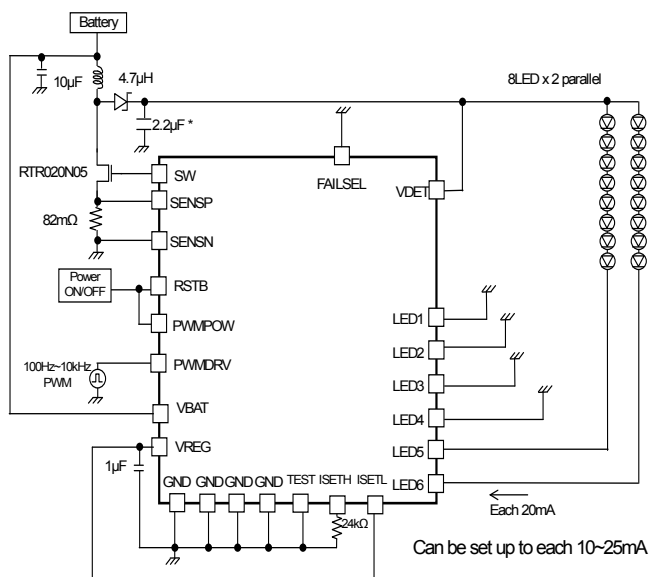 Battery
10µF
4.7µH
8LED x 2 parallel
2.2µF *
RTR020N05
SW
FAILSEL
VDET
SENSP
82mΩ
SENSN
Power
ON/OFF
RSTB
LED1
PWMPOW
LED2
100Hz~10kHz
PWM
PWMDRV
LED3
VBAT
LED4
VREG
LED5
1µF
GND GND GND GND TEST ISETH ISETL
LED6
Each 20mA
24kΩ
Can be set up to each 10~25mA